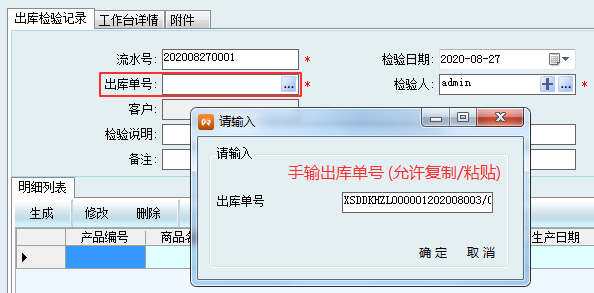 出库检验记录 工作台详情 附件
流水号: 202008270001 * 检验日期: 2020-08-27
出库单号: ... * 检验人: admin ... *
客户:
检验说明:
备注:
请输入
请输入
手输出库单号 (允许复制/粘贴)
出库单号 XSDDKHZL000001202008003/
确 定 取 消
明细列表
生成 修改 删除
产品编号 商品名 生产日期